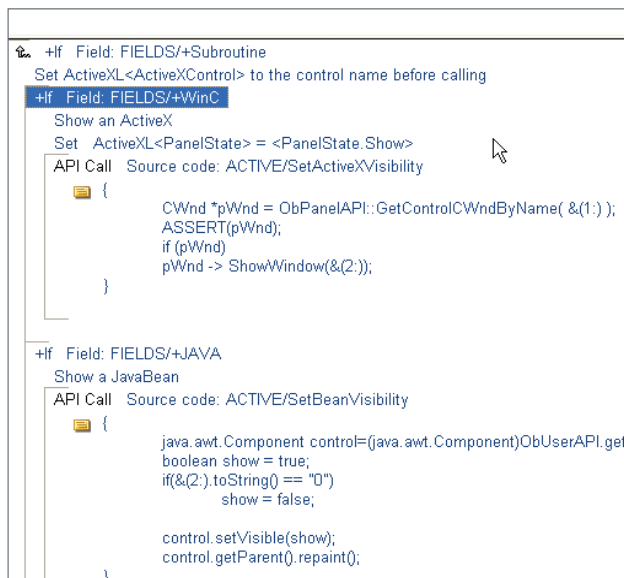 +If Field: FIELDS/+Subroutine
Set ActiveXL<ActiveXControl> to the control name before calling
+If Field: FIELDS/+WinC
Show an ActiveX
Set ActiveXL<PanelState> = <PanelState.Show>
API Call Source code: ACTIVE/SetActiveXVisibility
{
CWnd *pWnd = ObPanelAPI::GetControlCWndByName( &(1:) );
ASSERT(pWnd);
if (pWnd)
pWnd -> ShowWindow(&(2:));
}
+If Field: FIELDS/+JAVA
Show a JavaBean
API Call Source code: ACTIVE/SetBeanVisibility
{
java.awt.Component control=(java.awt.Component)ObUserAPI.get
boolean show = true;
if(&(2:).toString() == "0")
show = false;
control.setVisible(show);
control.getParent().repaint();
}